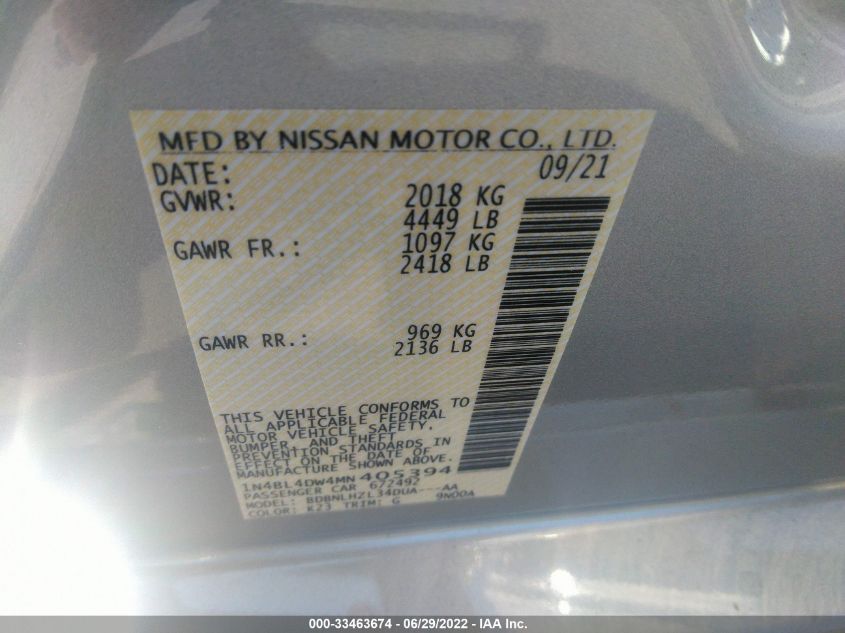 MFD BY NISSAN MOTOR CO., LTD.
DATE: 09/21
GVWR: 2018 KG
4449 LB
GAWR FR.: 1097 KG
2418 LB
GAWR RR.: 969 KG
2136 LB
THIS VEHICLE CONFORMS TO
ALL APPLICABLE FEDERAL
MOTOR VEHICLE SAFETY,
BUMPER, AND THEFT
PREVENTION STANDARDS IN
EFFECT ON THE DATE OF
MANUFACTURE SHOWN ABOVE.
1N4BL4DW4MN405394
PASSENGER CAR 672492
MODEL: BDBNLHZL34DUA---AA
COLOR: K23 TRIM: G 9N00A
000-33463674 - 06/29/2022 - IAA Inc.